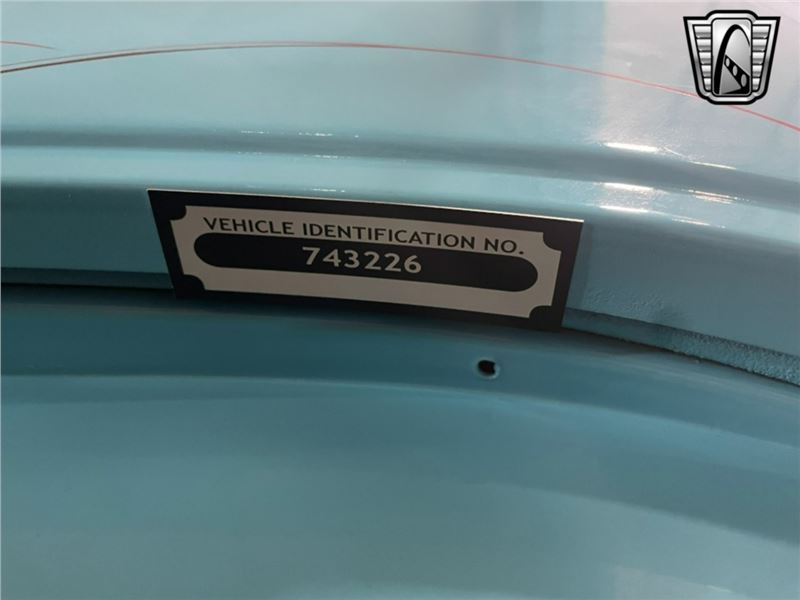 VEHICLE IDENTIFICATION NO.
743226